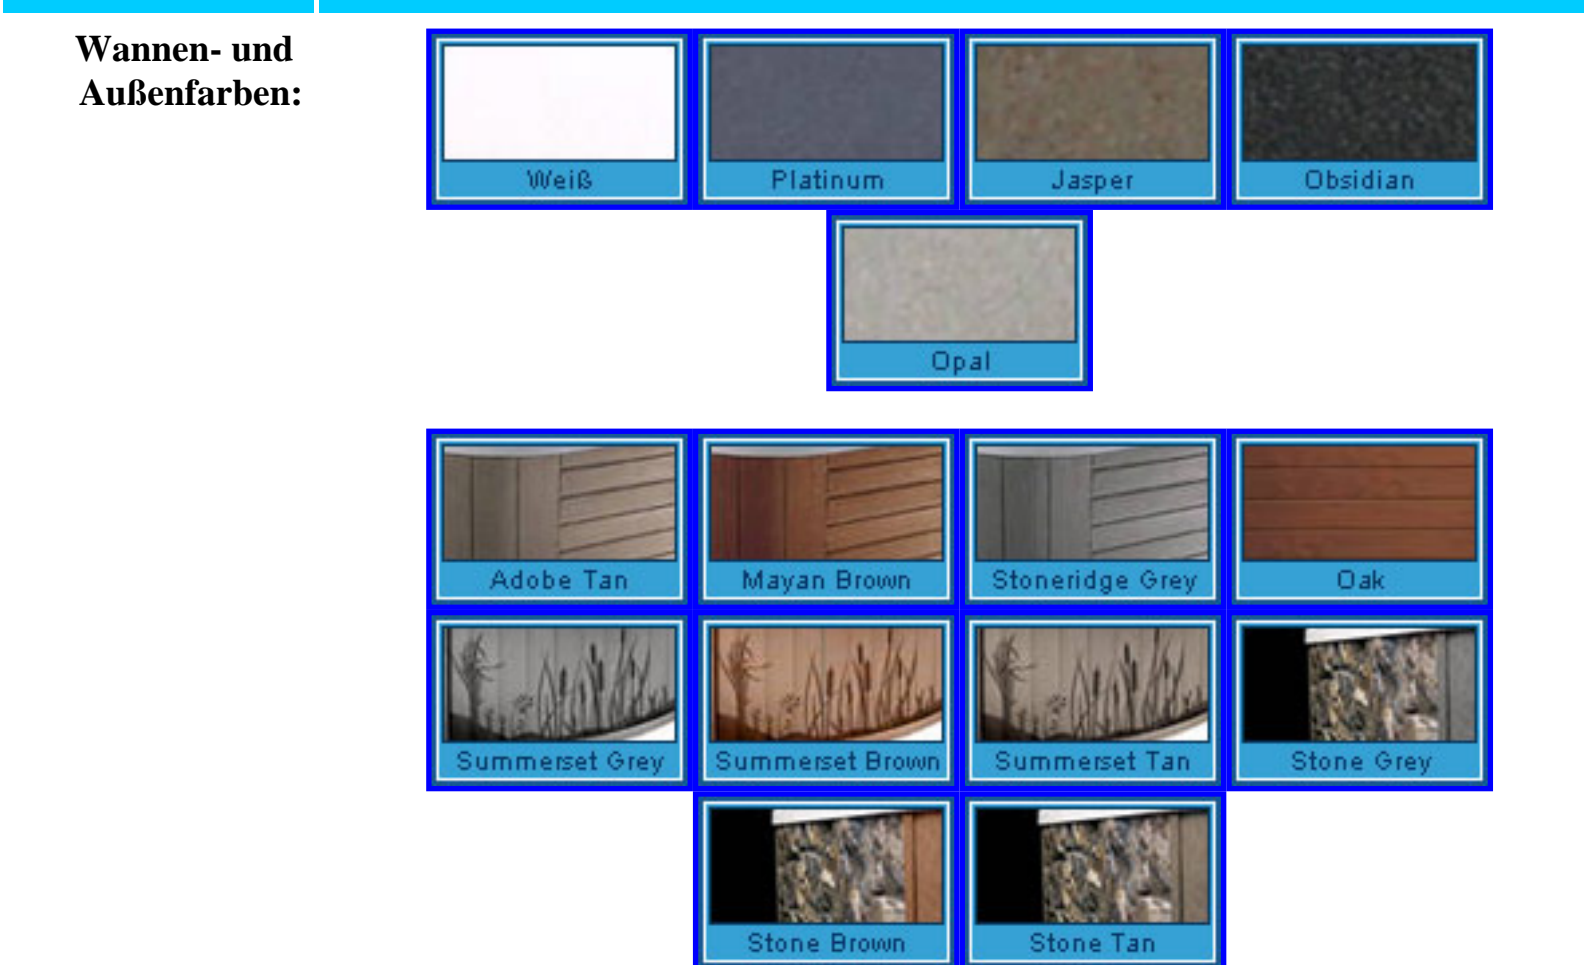 Wannen- und
Außenfarben:
Weiß Platinum Jasper Obsidian
Opal
Adobe Tan Mayan Brown Stoneridge Grey Oak
Summerset Grey Summerset Brown Summerset Tan Stone Grey
Stone Brown Stone Tan